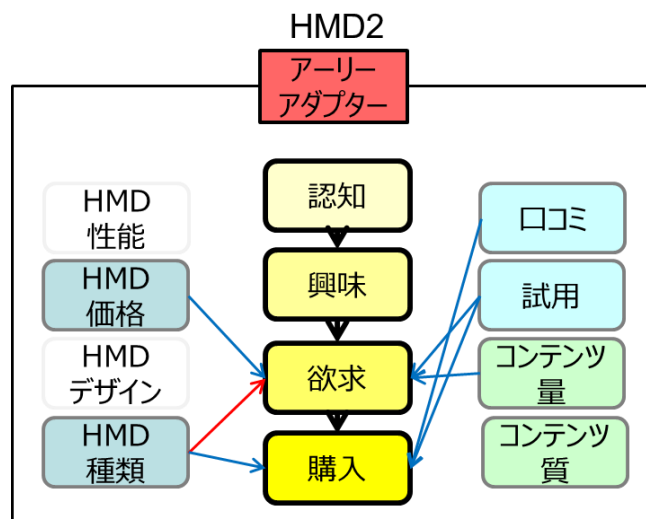 HMD2
アーリー
アダプター
HMD
性能
HMD
価格
HMD
デザイン
HMD
種類
認知
興味
欲求
購入
口コミ
試用
コンテンツ
量
コンテンツ
質